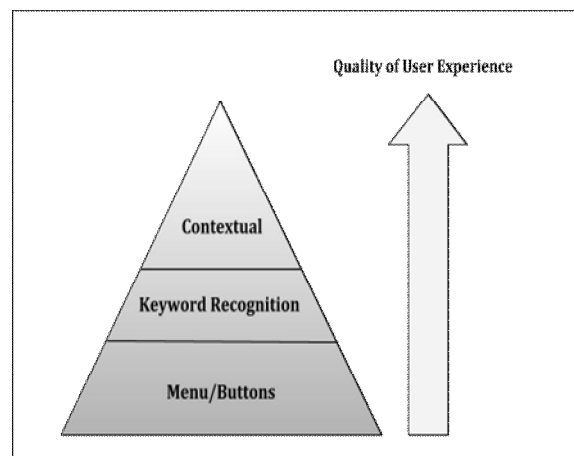 Quality of User Experience
Contextual
Keyword Recognition
Menu/Buttons